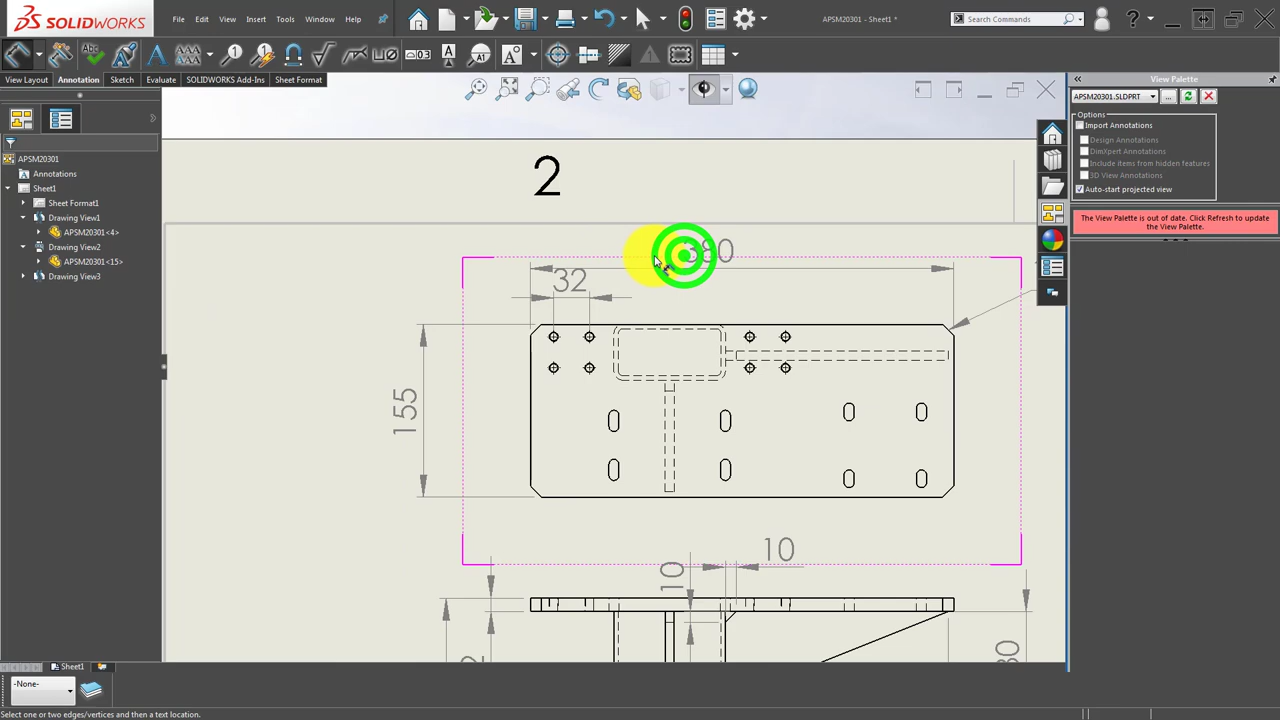 SOLIDWORKS
File Edit View Insert Tools Window Help
APSM20301 - Sheet1 *
Search Commands
?
View Layout Annotation Sketch Evaluate SOLIDWORKS Add-Ins Sheet Format
View Palette
APSM20301.SLDPRT
...
Options
Import Annotations
Design Annotations
DimXpert Annotations
Include items from hidden features
3D View Annotations
Auto-start projected view
The View Palette is out of date. Click Refresh to update
the View Palette.
APSM20301
Annotations
Sheet1
Sheet Format1
Drawing View1
APSM20301<4>
Drawing View2
APSM20301<15>
Drawing View3
2
380
32
155
10
10
Sheet1
-None-
Select one or two edges/vertices and then a text location.